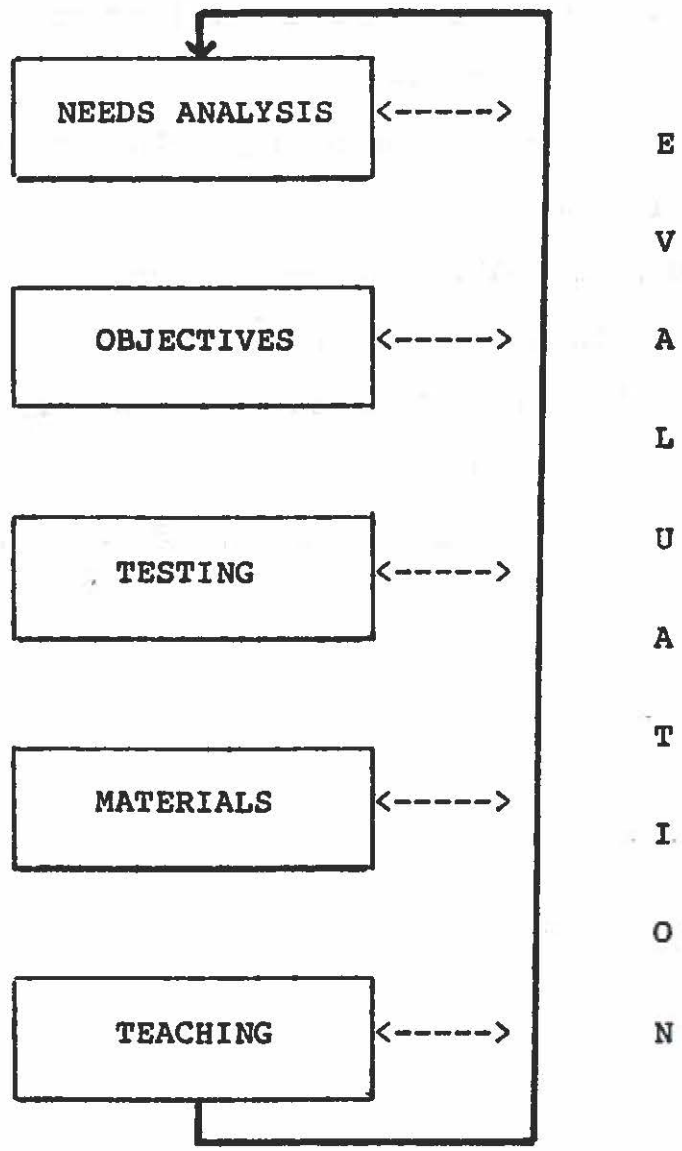 NEEDS ANALYSIS <----->
OBJECTIVES <----->
TESTING <----->
MATERIALS <----->
TEACHING <----->
E
V
A
L
U
A
T
I
O
N